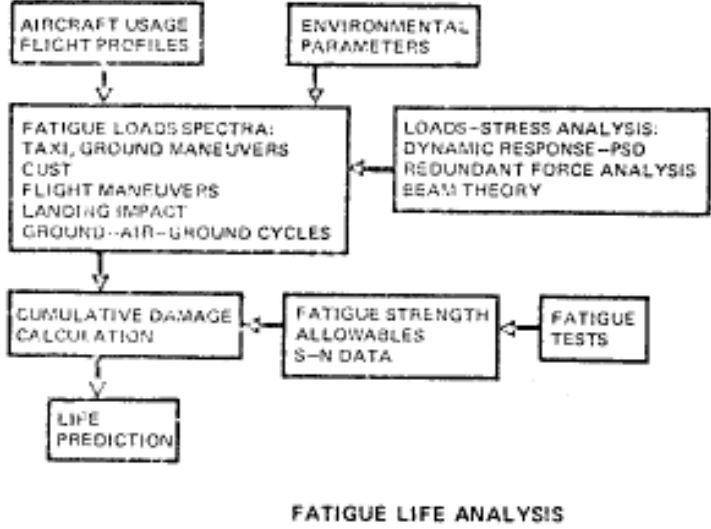 AIRCRAFT USAGE
FLIGHT PROFILES
ENVIRONMENTAL
PARAMETERS
FATIGUE LOADS SPECTRA:
TAXI, GROUND MANEUVERS
GUST
FLIGHT MANEUVERS
LANDING IMPACT
GROUND-AIR-GROUND CYCLES
LOADS-STRESS ANALYSIS:
DYNAMIC RESPONSE-PSD
REDUNDANT FORCE ANALYSIS
BEAM THEORY
CUMULATIVE DAMAGE
CALCULATION
FATIGUE STRENGTH
ALLOWABLES
S-N DATA
FATIGUE
TESTS
LIFE
PREDICTION
FATIGUE LIFE ANALYSIS